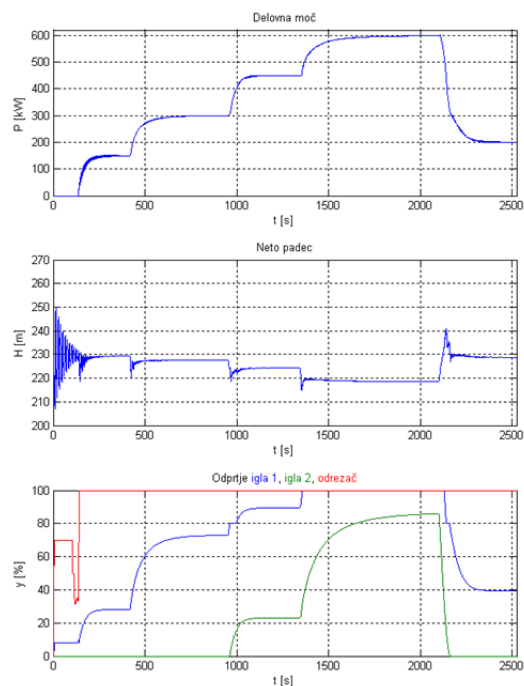 Delovna moč
600
500
400
300
200
100
0
P [kW]
0 500 1000 1500 2000 2500
t [s]
Neto padec
270
260
250
240
230
220
210
200
H [m]
0 500 1000 1500 2000 2500
t [s]
Odprtje igla 1, igla 2, odrezač
100
80
60
40
20
0
y [%]
0 500 1000 1500 2000 2500
t [s]